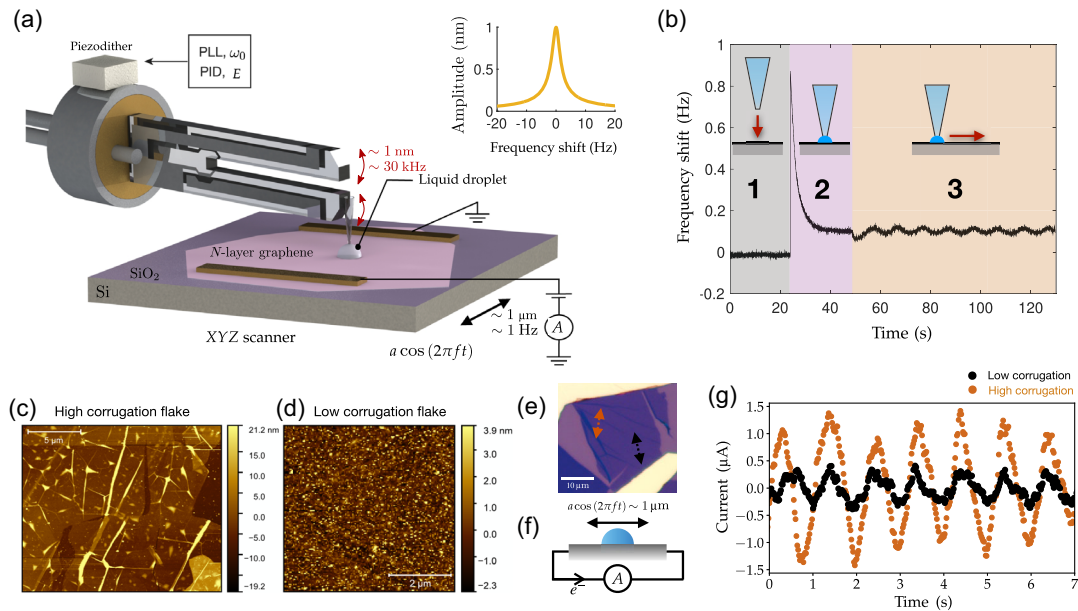 (a)
Piezodither
PLL, ω₀
PID, E
Amplitude (nm)
1
0.5
0
-20 0 20
Frequency shift (Hz)
∼ 1 nm
∼ 30 kHz
Liquid droplet
N-layer graphene
SiO₂
Si
XYZ scanner
∼ 1 μm
∼ 1 Hz
a cos (2πft)
A
(b)
Frequency shift (Hz)
1
0.8
0.6
0.4
0.2
0
-0.2
1 2 3
0 20 40 60 80 100 120
Time (s)
(c)
High corrugation flake
5 μm
21.2 nm
15.0
10.0
5.0
0.0
−5.0
−10.0
−19.2
(d)
Low corrugation flake
2 μm
3.9 nm
3.0
2.0
1.0
0.0
−1.0
−2.3
(e)
10 μm
(f)
a cos(2πft) ∼ 1 μm
A
e⁻
(g)
Low corrugation
High corrugation
Current (μA)
1.5
1.0
0.5
0.0
−0.5
−1.0
−1.5
0 1 2 3 4 5 6 7
Time (s)